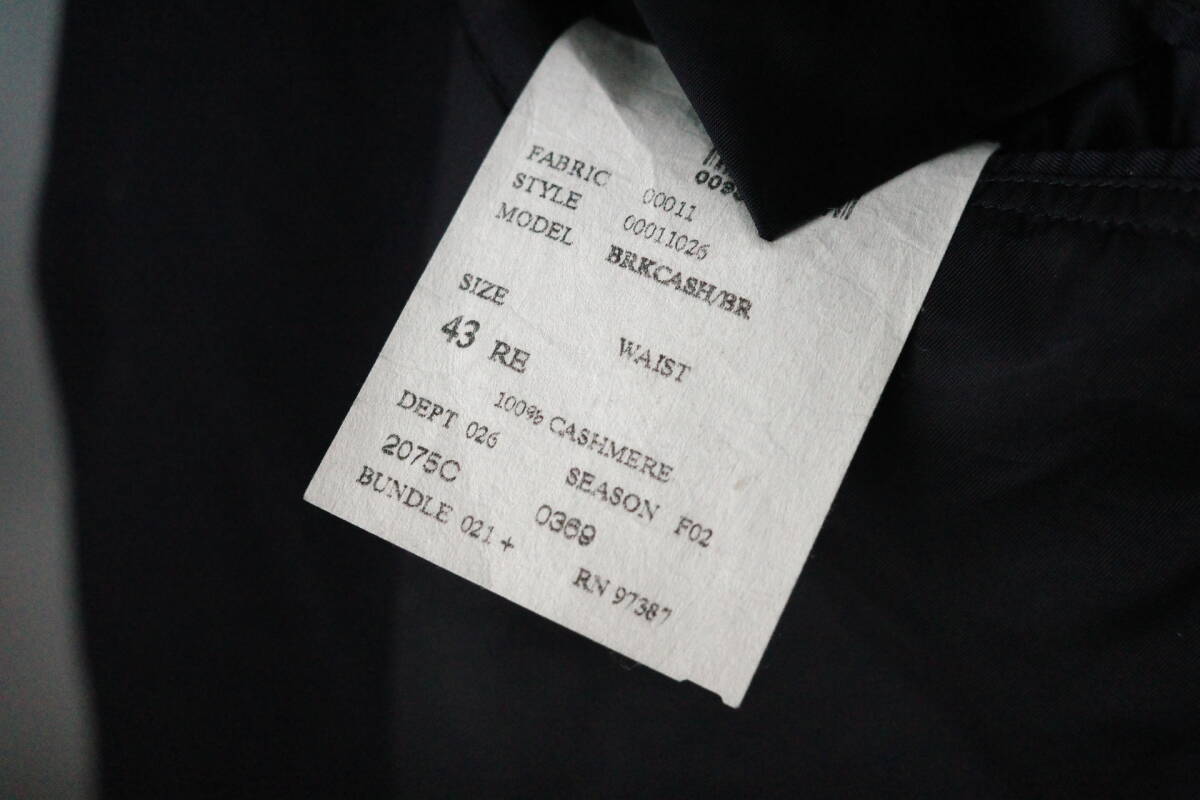 FABRIC 00011
STYLE 00011026
MODEL BRKCASH/BR
SIZE
43 RE WAIST
100% CASHMERE
DEPT 026 SEASON F02
2075C 0369
BUNDLE 021+ RN 97387